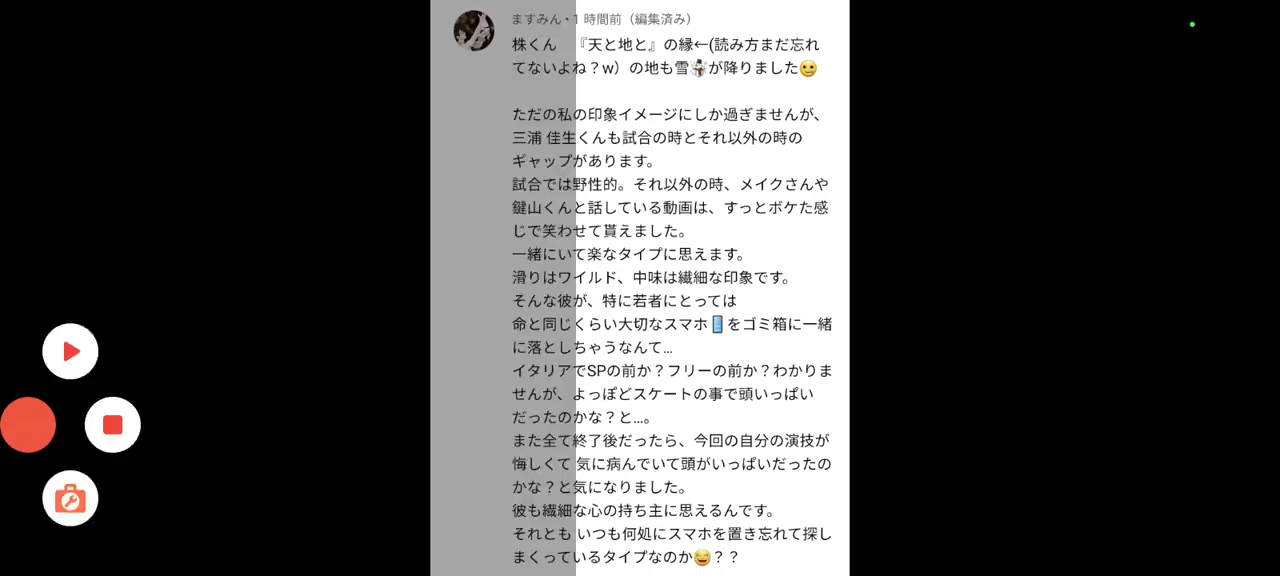 ますみん • 1 時間前（編集済み）
株くん　『天と地と』の縁←(読み方まだ忘れ
てないよね？w）の地も雪☃が降りました🙂
ただの私の印象イメージにしか過ぎませんが、
三浦 佳生くんも試合の時とそれ以外の時の
ギャップがあります。
試合では野性的。それ以外の時、メイクさんや
鍵山くんと話している動画は、すっとボケた感
じで笑わせて貰えました。
一緒にいて楽なタイプに思えます。
滑りはワイルド、中味は繊細な印象です。
そんな彼が、特に若者にとっては
命と同じくらい大切なスマホ📱をゴミ箱に一緒
に落としちゃうなんて…
イタリアでSPの前か？フリーの前か？わかりま
せんが、よっぽどスケートの事で頭いっぱい
だったのかな？と…。
また全て終了後だったら、今回の自分の演技が
悔しくて 気に病んでいて頭がいっぱいだったの
かな？と気になりました。
彼も繊細な心の持ち主に思えるんです。
それとも いつも何処にスマホを置き忘れて探し
まくっているタイプなのか😅？？